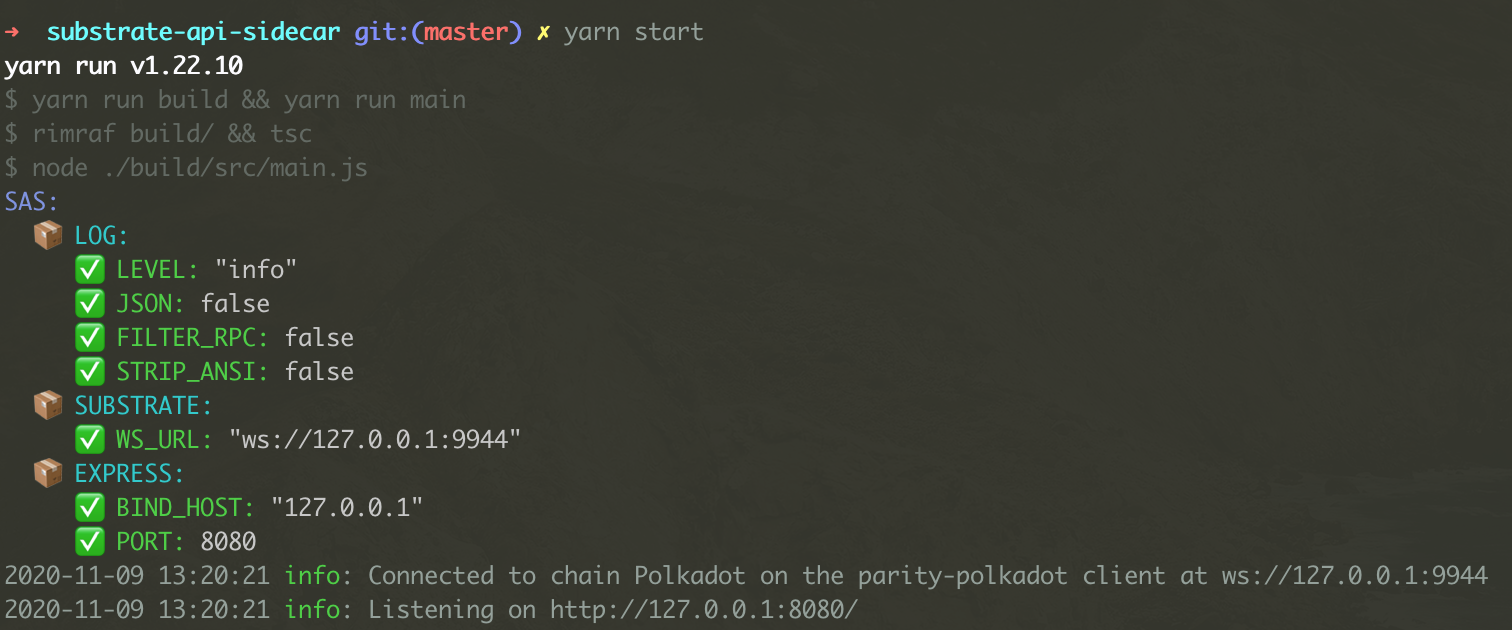 ➜  substrate-api-sidecar git:(master) ✗ yarn start
yarn run v1.22.10
$ yarn run build && yarn run main
$ rimraf build/ && tsc
$ node ./build/src/main.js
SAS:
  📦 LOG:
     ✅ LEVEL: "info"
     ✅ JSON: false
     ✅ FILTER_RPC: false
     ✅ STRIP_ANSI: false
  📦 SUBSTRATE:
     ✅ WS_URL: "ws://127.0.0.1:9944"
  📦 EXPRESS:
     ✅ BIND_HOST: "127.0.0.1"
     ✅ PORT: 8080
2020-11-09 13:20:21 info: Connected to chain Polkadot on the parity-polkadot client at ws://127.0.0.1:9944
2020-11-09 13:20:21 info: Listening on http://127.0.0.1:8080/